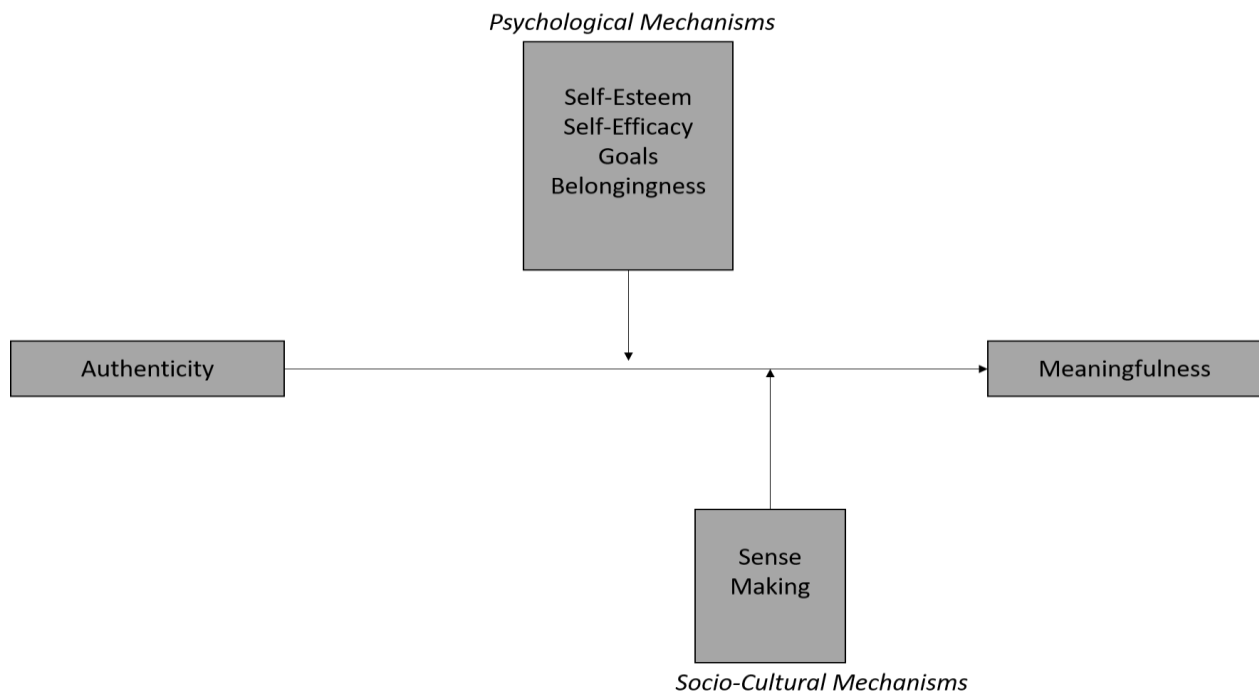 Psychological Mechanisms
Self-Esteem
Self-Efficacy
Goals
Belongingness
Authenticity
Meaningfulness
Sense
Making
Socio-Cultural Mechanisms